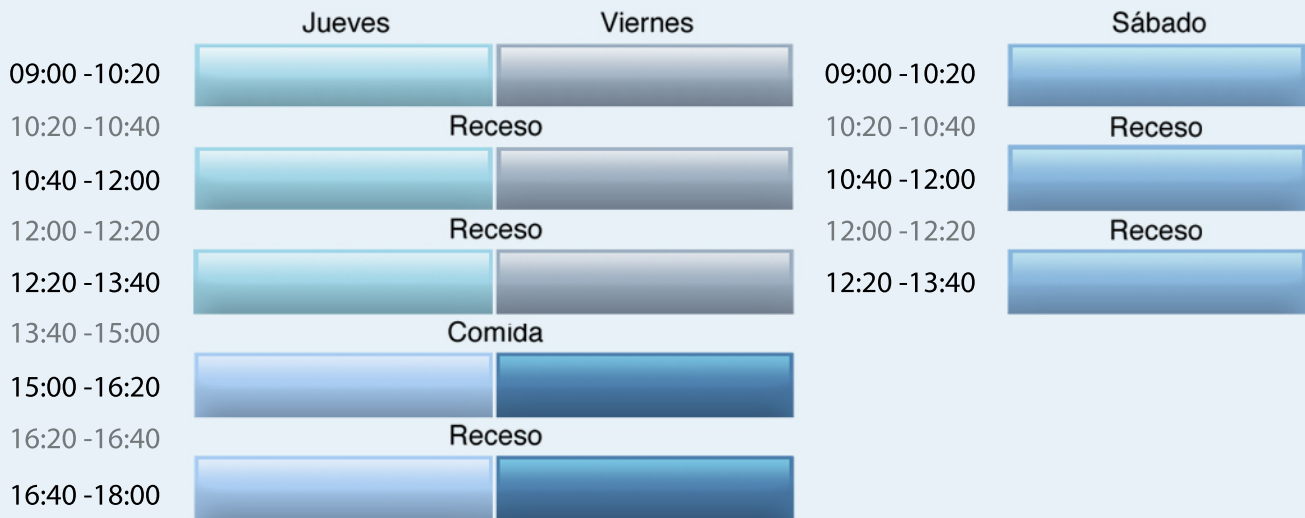 Jueves Viernes Sábado
09:00 -10:20 09:00 -10:20
10:20 -10:40 Receso 10:20 -10:40 Receso
10:40 -12:00 10:40 -12:00
12:00 -12:20 Receso 12:00 -12:20 Receso
12:20 -13:40 12:20 -13:40
13:40 -15:00 Comida
15:00 -16:20
16:20 -16:40 Receso
16:40 -18:00